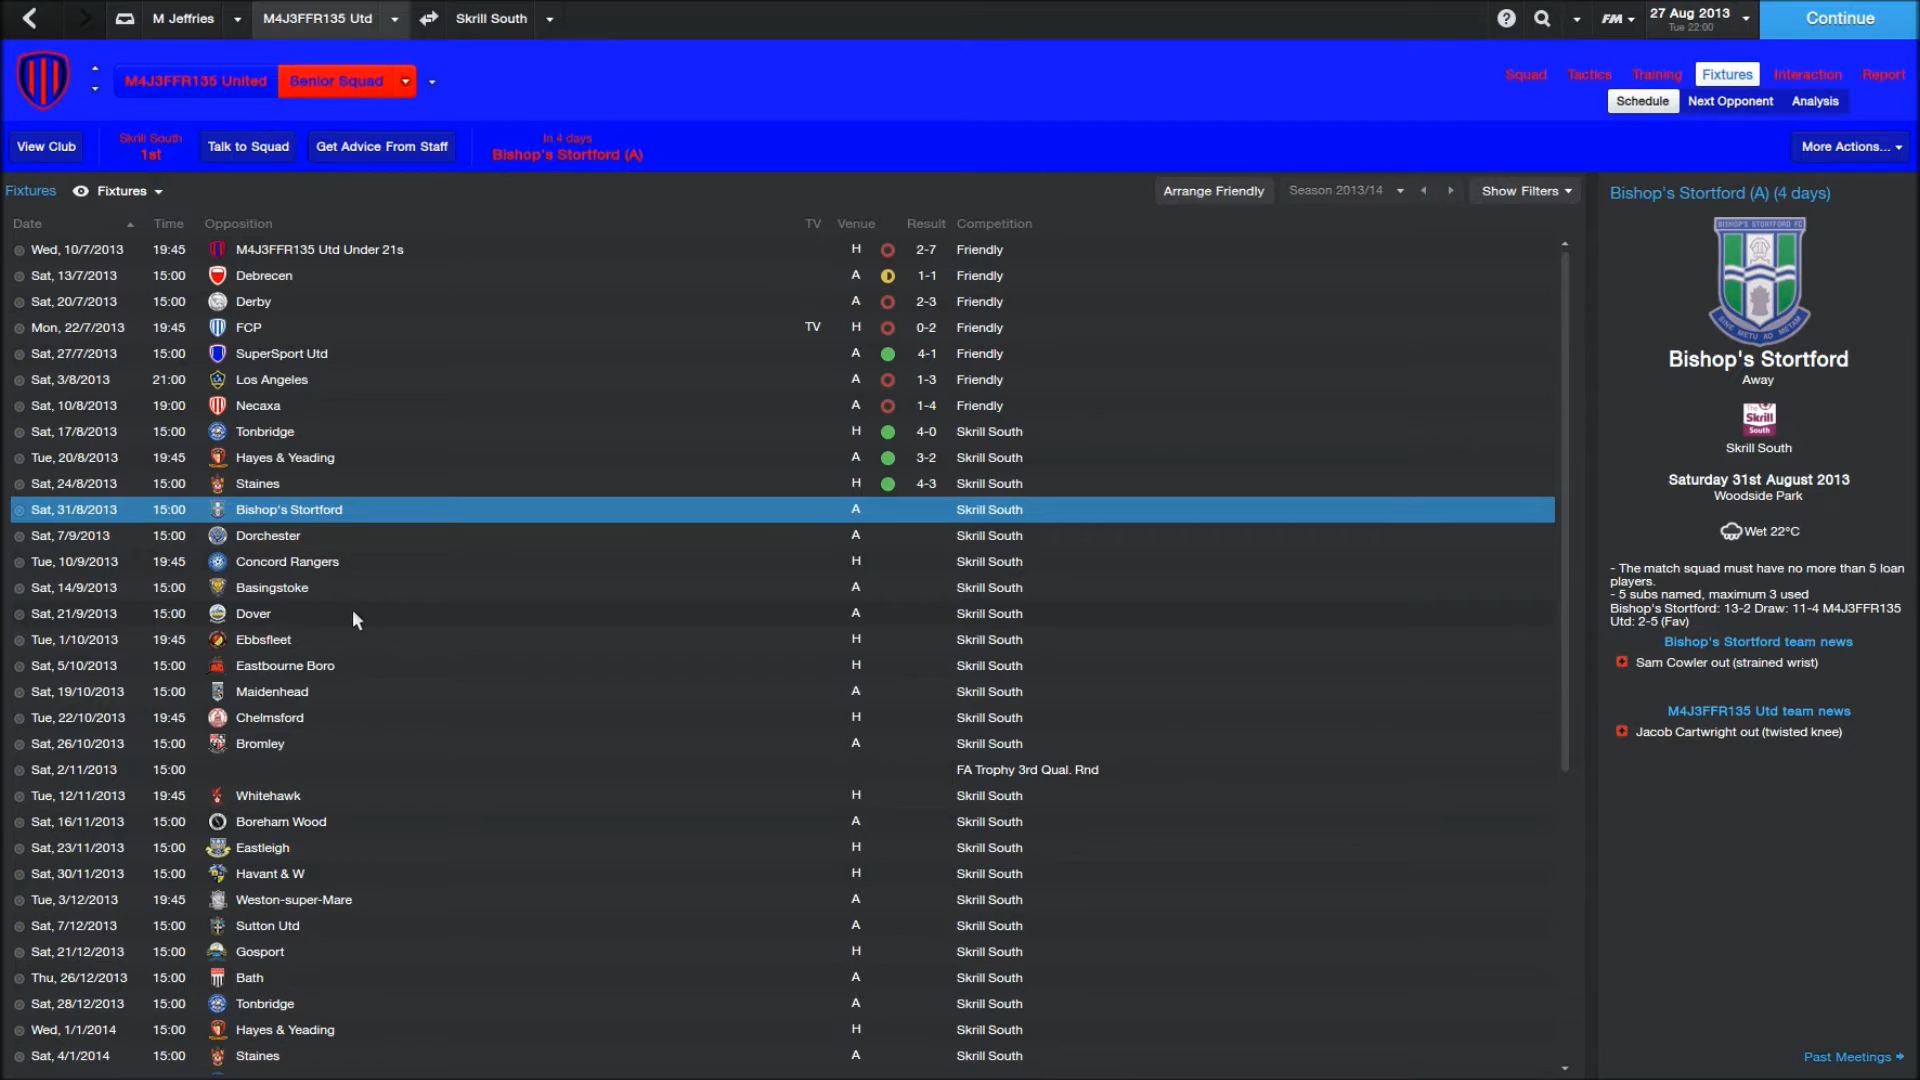 M Jeffries M4J3FFR135 Utd Skrill South ? FM 27 Aug 2013 Continue
Tue 22:00
M4J3FFR135 United Senior Squad Squad Tactics Training Fixtures Interaction Report
Schedule Next Opponent Analysis
View Club Skrill South Talk to Squad Get Advice From Staff In 4 days More Actions...
1st Bishop's Stortford (A)
Fixtures Fixtures Arrange Friendly Season 2013/14 Show Filters
Date Time Opposition TV Venue Result Competition
Wed, 10/7/2013 19:45 M4J3FFR135 Utd Under 21s H 2-7 Friendly
Sat, 13/7/2013 15:00 Debrecen A 1-1 Friendly
Sat, 20/7/2013 15:00 Derby A 2-3 Friendly
Mon, 22/7/2013 19:45 FCP TV H 0-2 Friendly
Sat, 27/7/2013 15:00 SuperSport Utd A 4-1 Friendly
Sat, 3/8/2013 21:00 Los Angeles A 1-3 Friendly
Sat, 10/8/2013 19:00 Necaxa A 1-4 Friendly
Sat, 17/8/2013 15:00 Tonbridge H 4-0 Skrill South
Tue, 20/8/2013 19:45 Hayes & Yeading A 3-2 Skrill South
Sat, 24/8/2013 15:00 Staines H 4-3 Skrill South
Sat, 31/8/2013 15:00 Bishop's Stortford A Skrill South
Sat, 7/9/2013 15:00 Dorchester A Skrill South
Tue, 10/9/2013 19:45 Concord Rangers H Skrill South
Sat, 14/9/2013 15:00 Basingstoke A Skrill South
Sat, 21/9/2013 15:00 Dover A Skrill South
Tue, 1/10/2013 19:45 Ebbsfleet H Skrill South
Sat, 5/10/2013 15:00 Eastbourne Boro H Skrill South
Sat, 19/10/2013 15:00 Maidenhead A Skrill South
Tue, 22/10/2013 19:45 Chelmsford H Skrill South
Sat, 26/10/2013 15:00 Bromley A Skrill South
Sat, 2/11/2013 15:00 FA Trophy 3rd Qual. Rnd
Tue, 12/11/2013 19:45 Whitehawk H Skrill South
Sat, 16/11/2013 15:00 Boreham Wood A Skrill South
Sat, 23/11/2013 15:00 Eastleigh H Skrill South
Sat, 30/11/2013 15:00 Havant & W H Skrill South
Tue, 3/12/2013 19:45 Weston-super-Mare A Skrill South
Sat, 7/12/2013 15:00 Sutton Utd A Skrill South
Sat, 21/12/2013 15:00 Gosport H Skrill South
Thu, 26/12/2013 15:00 Bath A Skrill South
Sat, 28/12/2013 15:00 Tonbridge A Skrill South
Wed, 1/1/2014 15:00 Hayes & Yeading H Skrill South
Sat, 4/1/2014 15:00 Staines A Skrill South
Bishop's Stortford (A) (4 days)
BISHOP'S STORTFORD FC
SINE METU AD METAM
Bishop's Stortford
Away
The
Skrill
South
Skrill South
Saturday 31st August 2013
Woodside Park
Wet 22°C
- The match squad must have no more than 5 loan
players.
- 5 subs named, maximum 3 used
Bishop's Stortford: 13-2 Draw: 11-4 M4J3FFR135
Utd: 2-5 (Fav)
Bishop's Stortford team news
Sam Cowler out (strained wrist)
M4J3FFR135 Utd team news
Jacob Cartwright out (twisted knee)
Past Meetings